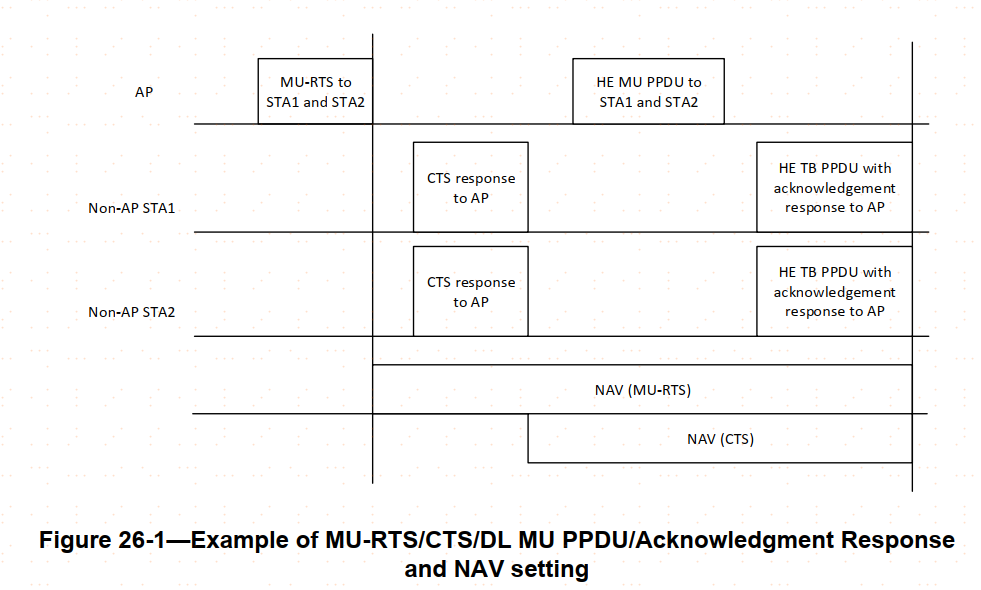 AP
MU-RTS to
STA1 and STA2
HE MU PPDU to
STA1 and STA2
Non-AP STA1
CTS response
to AP
HE TB PPDU with
acknowledgement
response to AP
Non-AP STA2
CTS response
to AP
HE TB PPDU with
acknowledgement
response to AP
NAV (MU-RTS)
NAV (CTS)
Figure 26-1—Example of MU-RTS/CTS/DL MU PPDU/Acknowledgment Response
and NAV setting